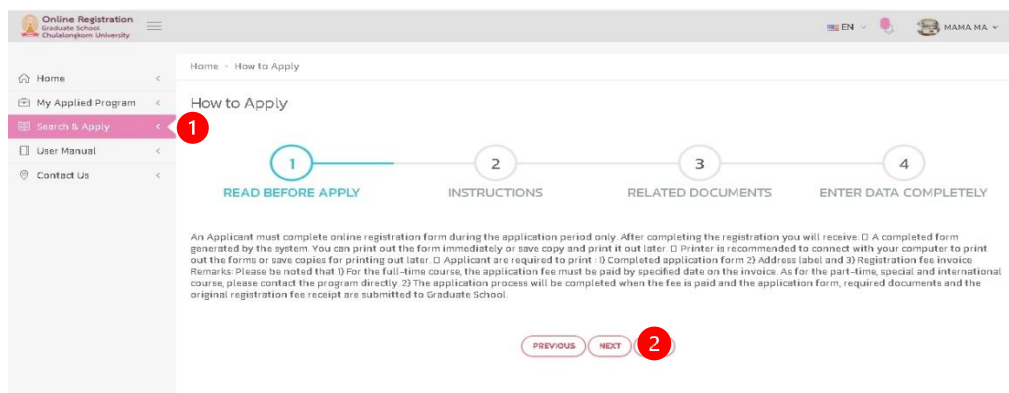 Online Registration
Graduate School
Chulalongkorn University
EN
MAMA MA
Home
My Applied Program
Search & Apply
User Manual
Contact Us
Home - How to Apply
How to Apply
1
1
2
3
4
READ BEFORE APPLY
INSTRUCTIONS
RELATED DOCUMENTS
ENTER DATA COMPLETELY
An Applicant must complete online registration form during the application period only. After completing the registration you will receive: □ A completed form
generated by the system. You can print out the form immediately or save copy and print it out later. □ Printer is recommended to connect with your computer to print
out the forms or save copies for printing out later. □ Applicant are required to print : 1) Completed application form 2) Address label and 3) Registration fee invoice
Remarks: Please be noted that 1) For the full-time course, the application fee must be paid by specified date on the invoice. As for the part-time, special and international
course, please contact the program directly. 2) The application process will be completed when the fee is paid and the application form, required documents and the
original registration fee receipt are submitted to Graduate School.
PREVIOUS
NEXT
2